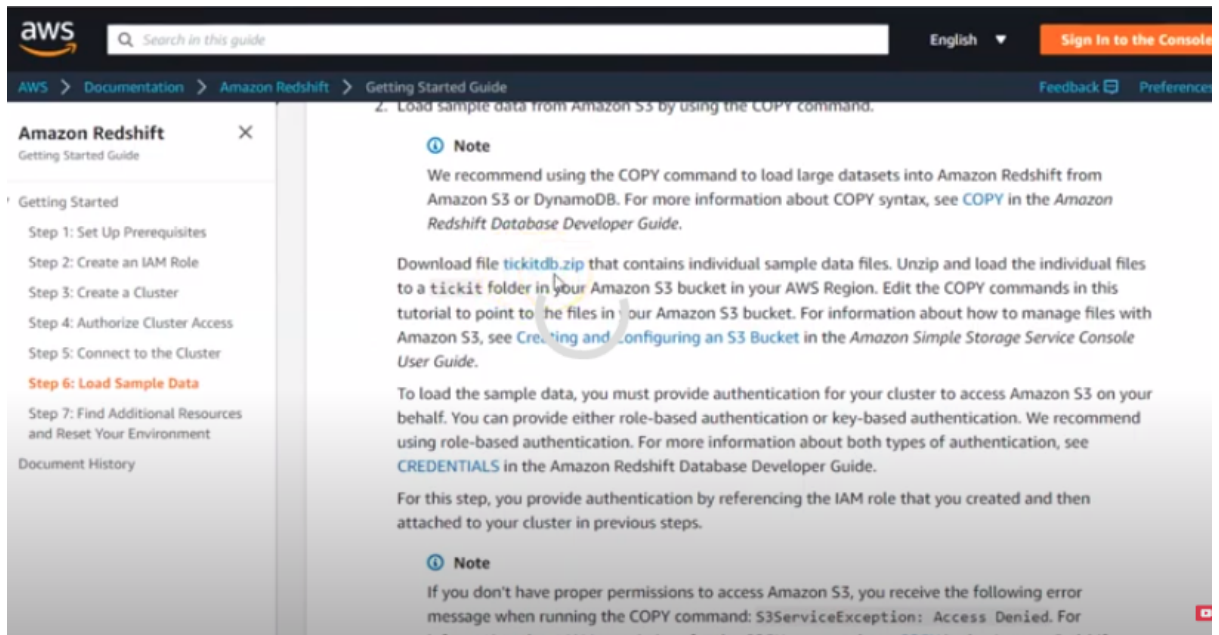 aws
Search in this guide
English
Sign In to the Console
AWS > Documentation > Amazon Redshift > Getting Started Guide
Feedback
Preferences
Amazon Redshift
Getting Started Guide
Getting Started
Step 1: Set Up Prerequisites
Step 2: Create an IAM Role
Step 3: Create a Cluster
Step 4: Authorize Cluster Access
Step 5: Connect to the Cluster
Step 6: Load Sample Data
Step 7: Find Additional Resources
and Reset Your Environment
Document History
2. Load sample data from Amazon S3 by using the COPY command.
Note
We recommend using the COPY command to load large datasets into Amazon Redshift from
Amazon S3 or DynamoDB. For more information about COPY syntax, see COPY in the Amazon
Redshift Database Developer Guide.
Download file tickitdb.zip that contains individual sample data files. Unzip and load the individual files
to a tickit folder in your Amazon S3 bucket in your AWS Region. Edit the COPY commands in this
tutorial to point to the files in your Amazon S3 bucket. For information about how to manage files with
Amazon S3, see Creating and Configuring an S3 Bucket in the Amazon Simple Storage Service Console
User Guide.
To load the sample data, you must provide authentication for your cluster to access Amazon S3 on your
behalf. You can provide either role-based authentication or key-based authentication. We recommend
using role-based authentication. For more information about both types of authentication, see
CREDENTIALS in the Amazon Redshift Database Developer Guide.
For this step, you provide authentication by referencing the IAM role that you created and then
attached to your cluster in previous steps.
Note
If you don't have proper permissions to access Amazon S3, you receive the following error
message when running the COPY command: S3ServiceException: Access Denied. For